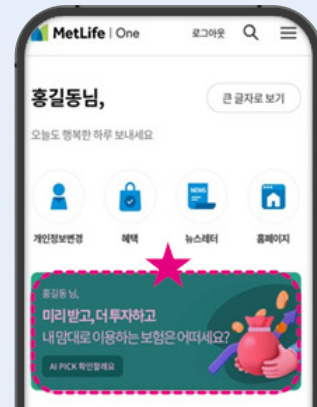 MetLife | One
로그아웃
홍길동님,
큰 글자로 보기
오늘도 행복한 하루 보내세요
NEWS
개인정보변경
혜택
뉴스레터
홈페이지
홍길동 님,
미리 받고, 더 투자하고
내 맘대로 이용하는 보험은 어떠세요?
AI PICK 확인할래요